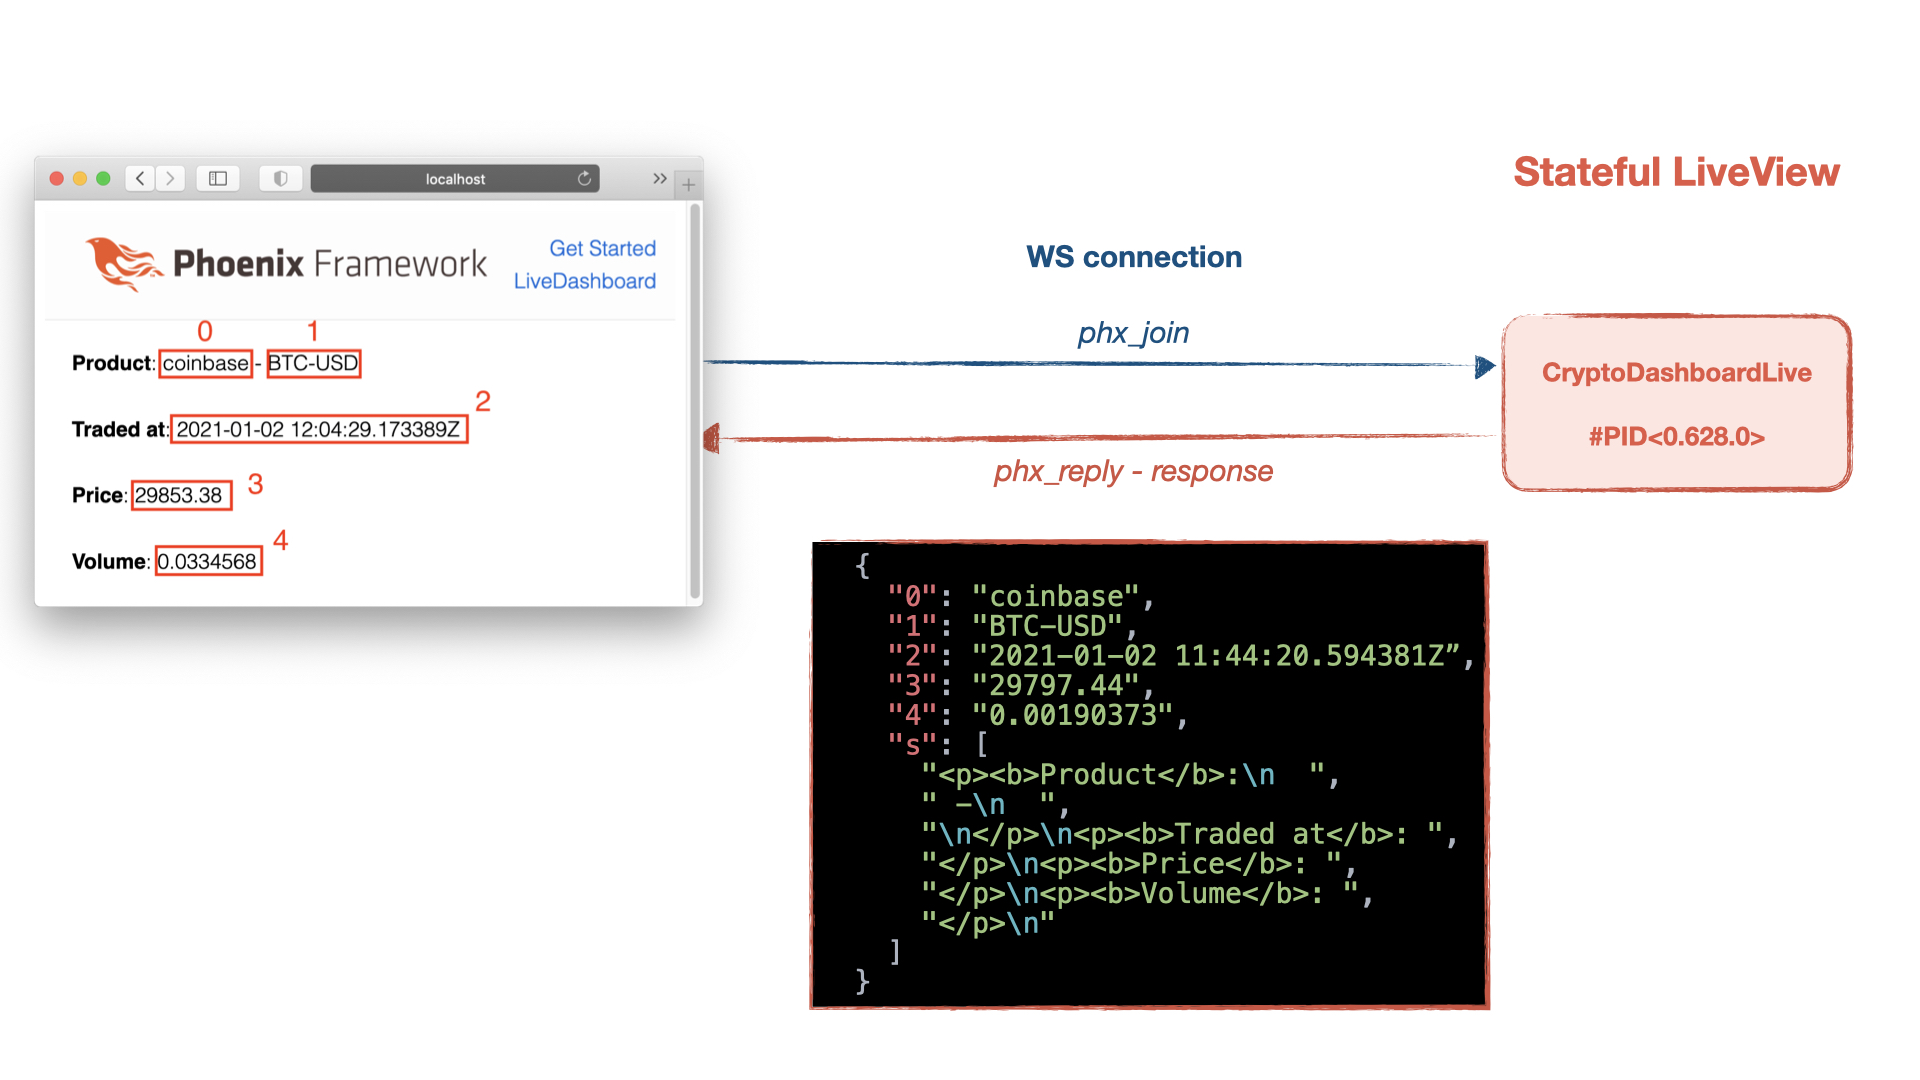 Stateful LiveView
localhost
Phoenix Framework
Get Started
LiveDashboard
0 1
Product: coinbase - BTC-USD
2
Traded at: 2021-01-02 12:04:29.173389Z
3
Price: 29853.38
4
Volume: 0.0334568
WS connection
phx_join
phx_reply - response
CryptoDashboardLive
#PID<0.628.0>
{
"0": "coinbase",
"1": "BTC-USD",
"2": "2021-01-02 11:44:20.594381Z”,
"3": "29797.44",
"4": "0.00190373",
"s": [
"<p><b>Product</b>:\n  ",
" -\n  ",
"\n</p>\n<p><b>Traded at</b>: ",
"</p>\n<p><b>Price</b>: ",
"</p>\n<p><b>Volume</b>: ",
"</p>\n"
]
}